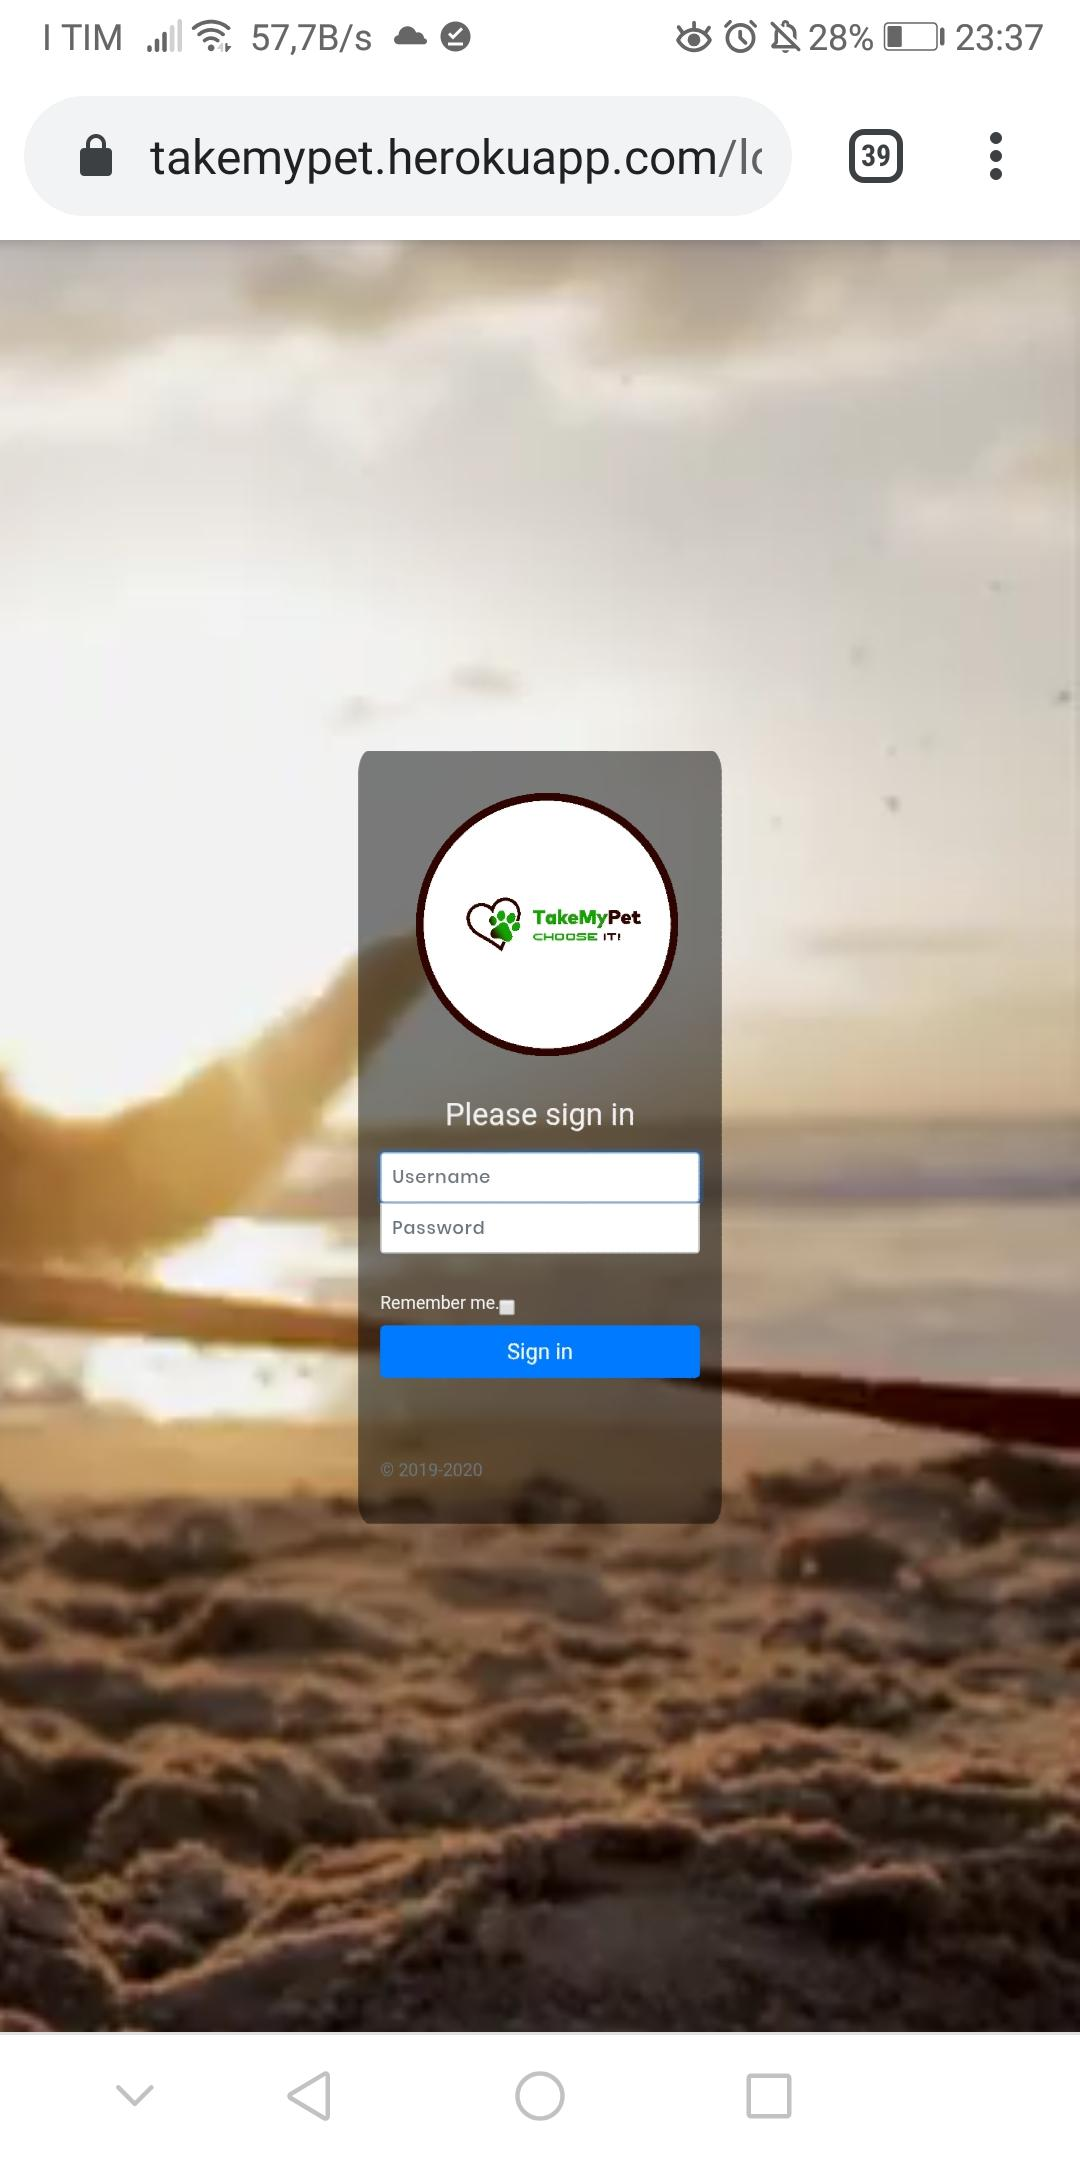 I TIM 57,7B/s 28% 23:37
takemypet.herokuapp.com/lo
39
TakeMyPet
CHOOSE IT!
Please sign in
Username
Password
Remember me.
Sign in
© 2019-2020